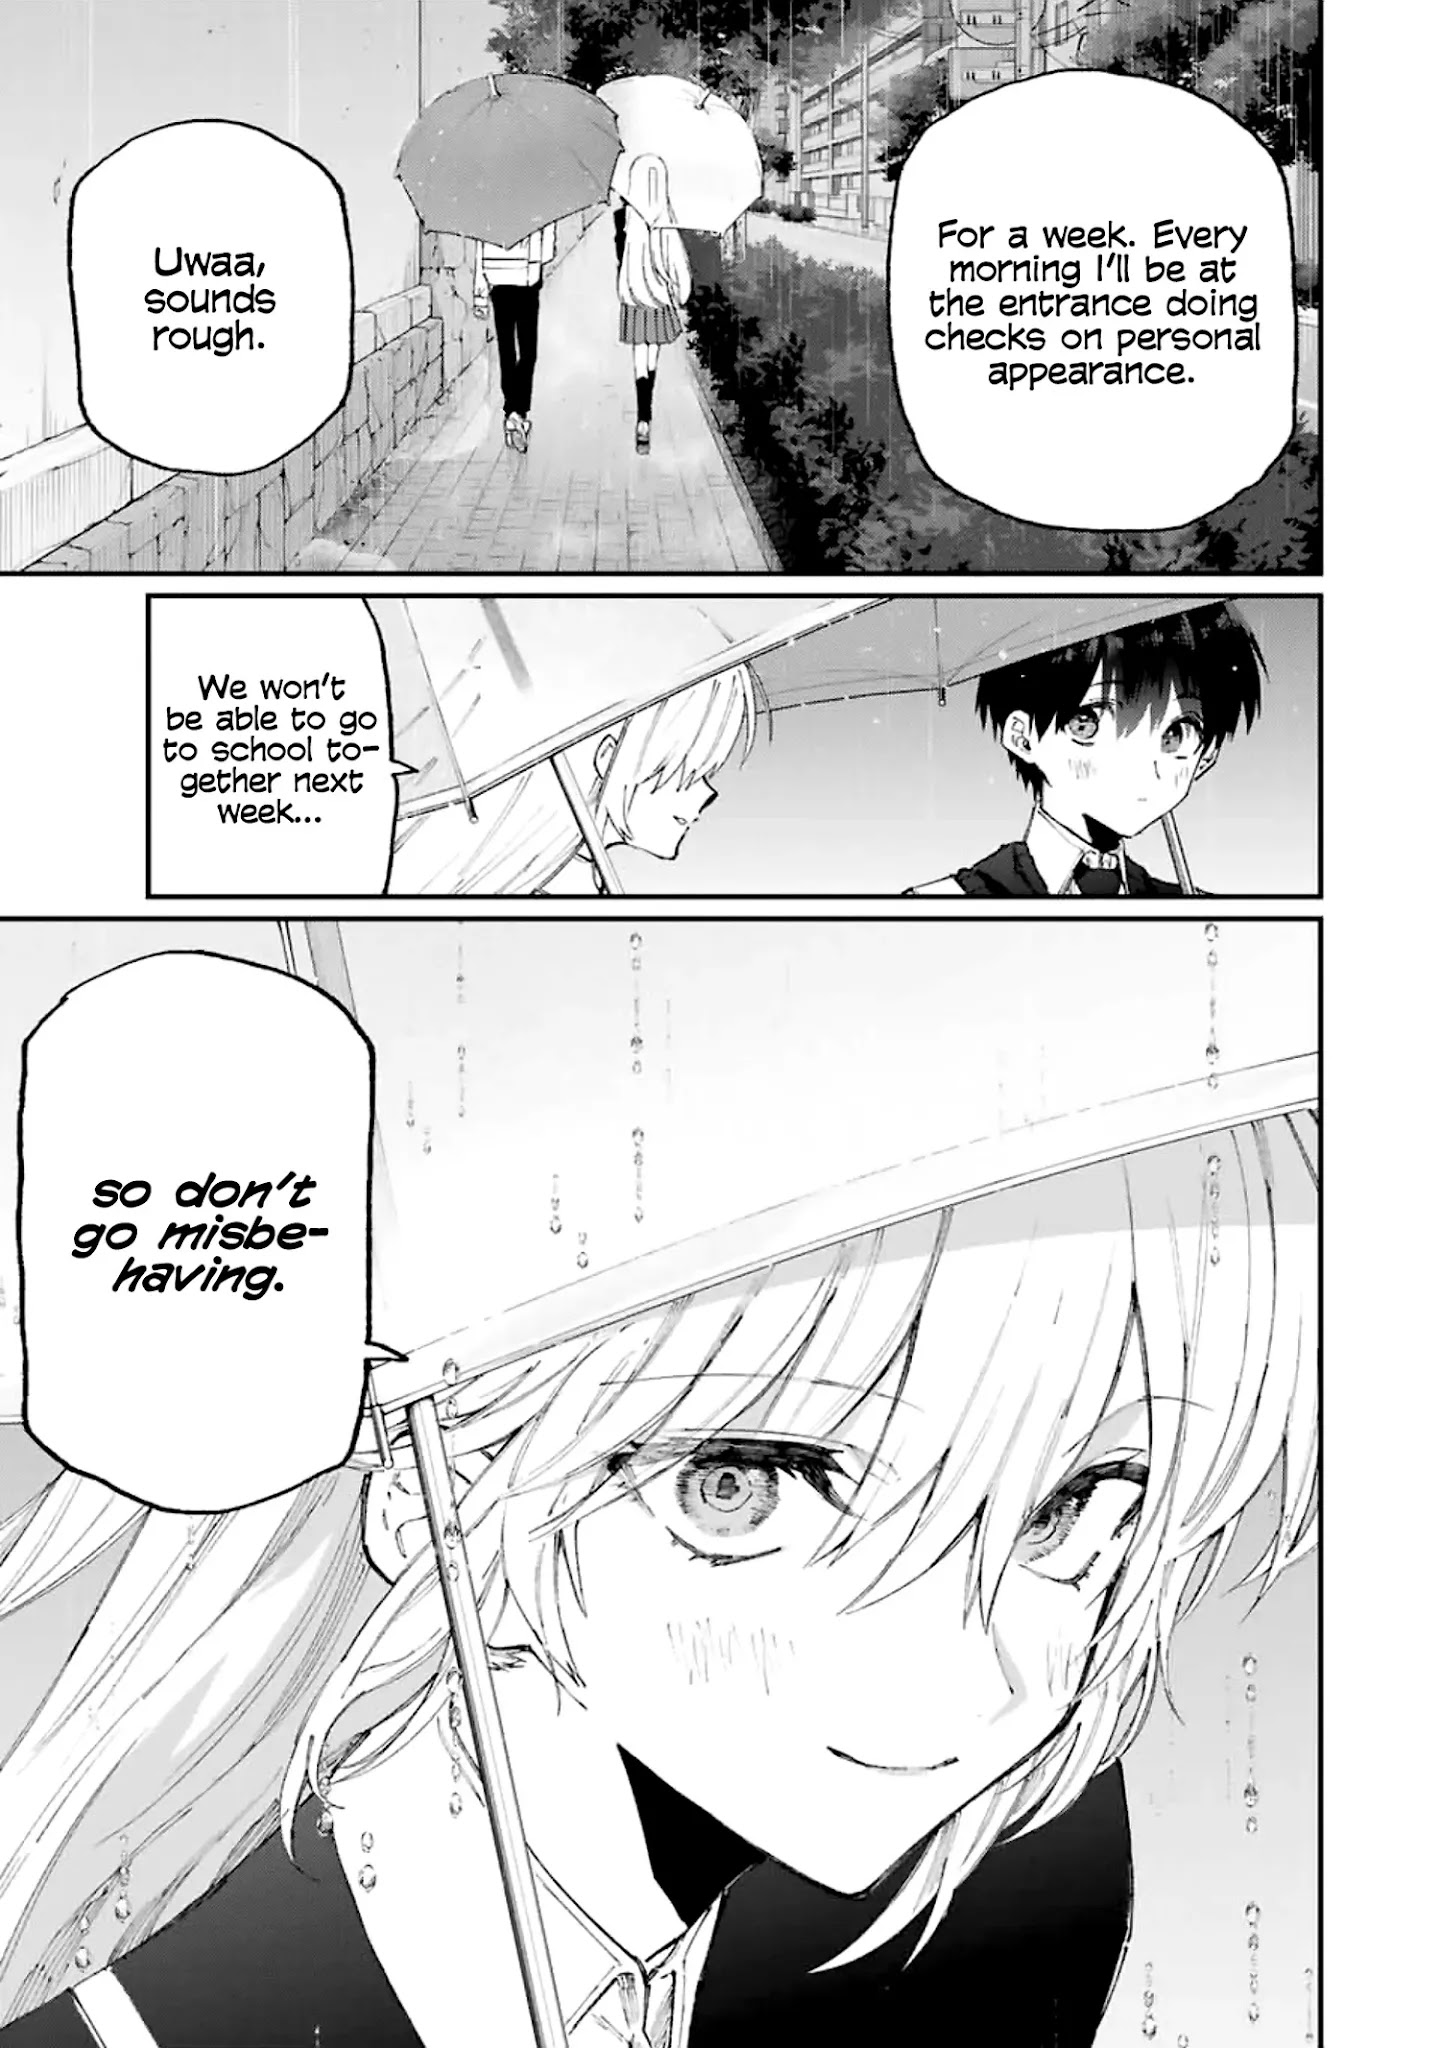 For a week. Every
morning I'll be at
the entrance doing
checks on personal
appearance.
Uwaa,
sounds
rough.
We won't
be able to go
to school to-
gether next
week...
so don't
go misbe-
having.